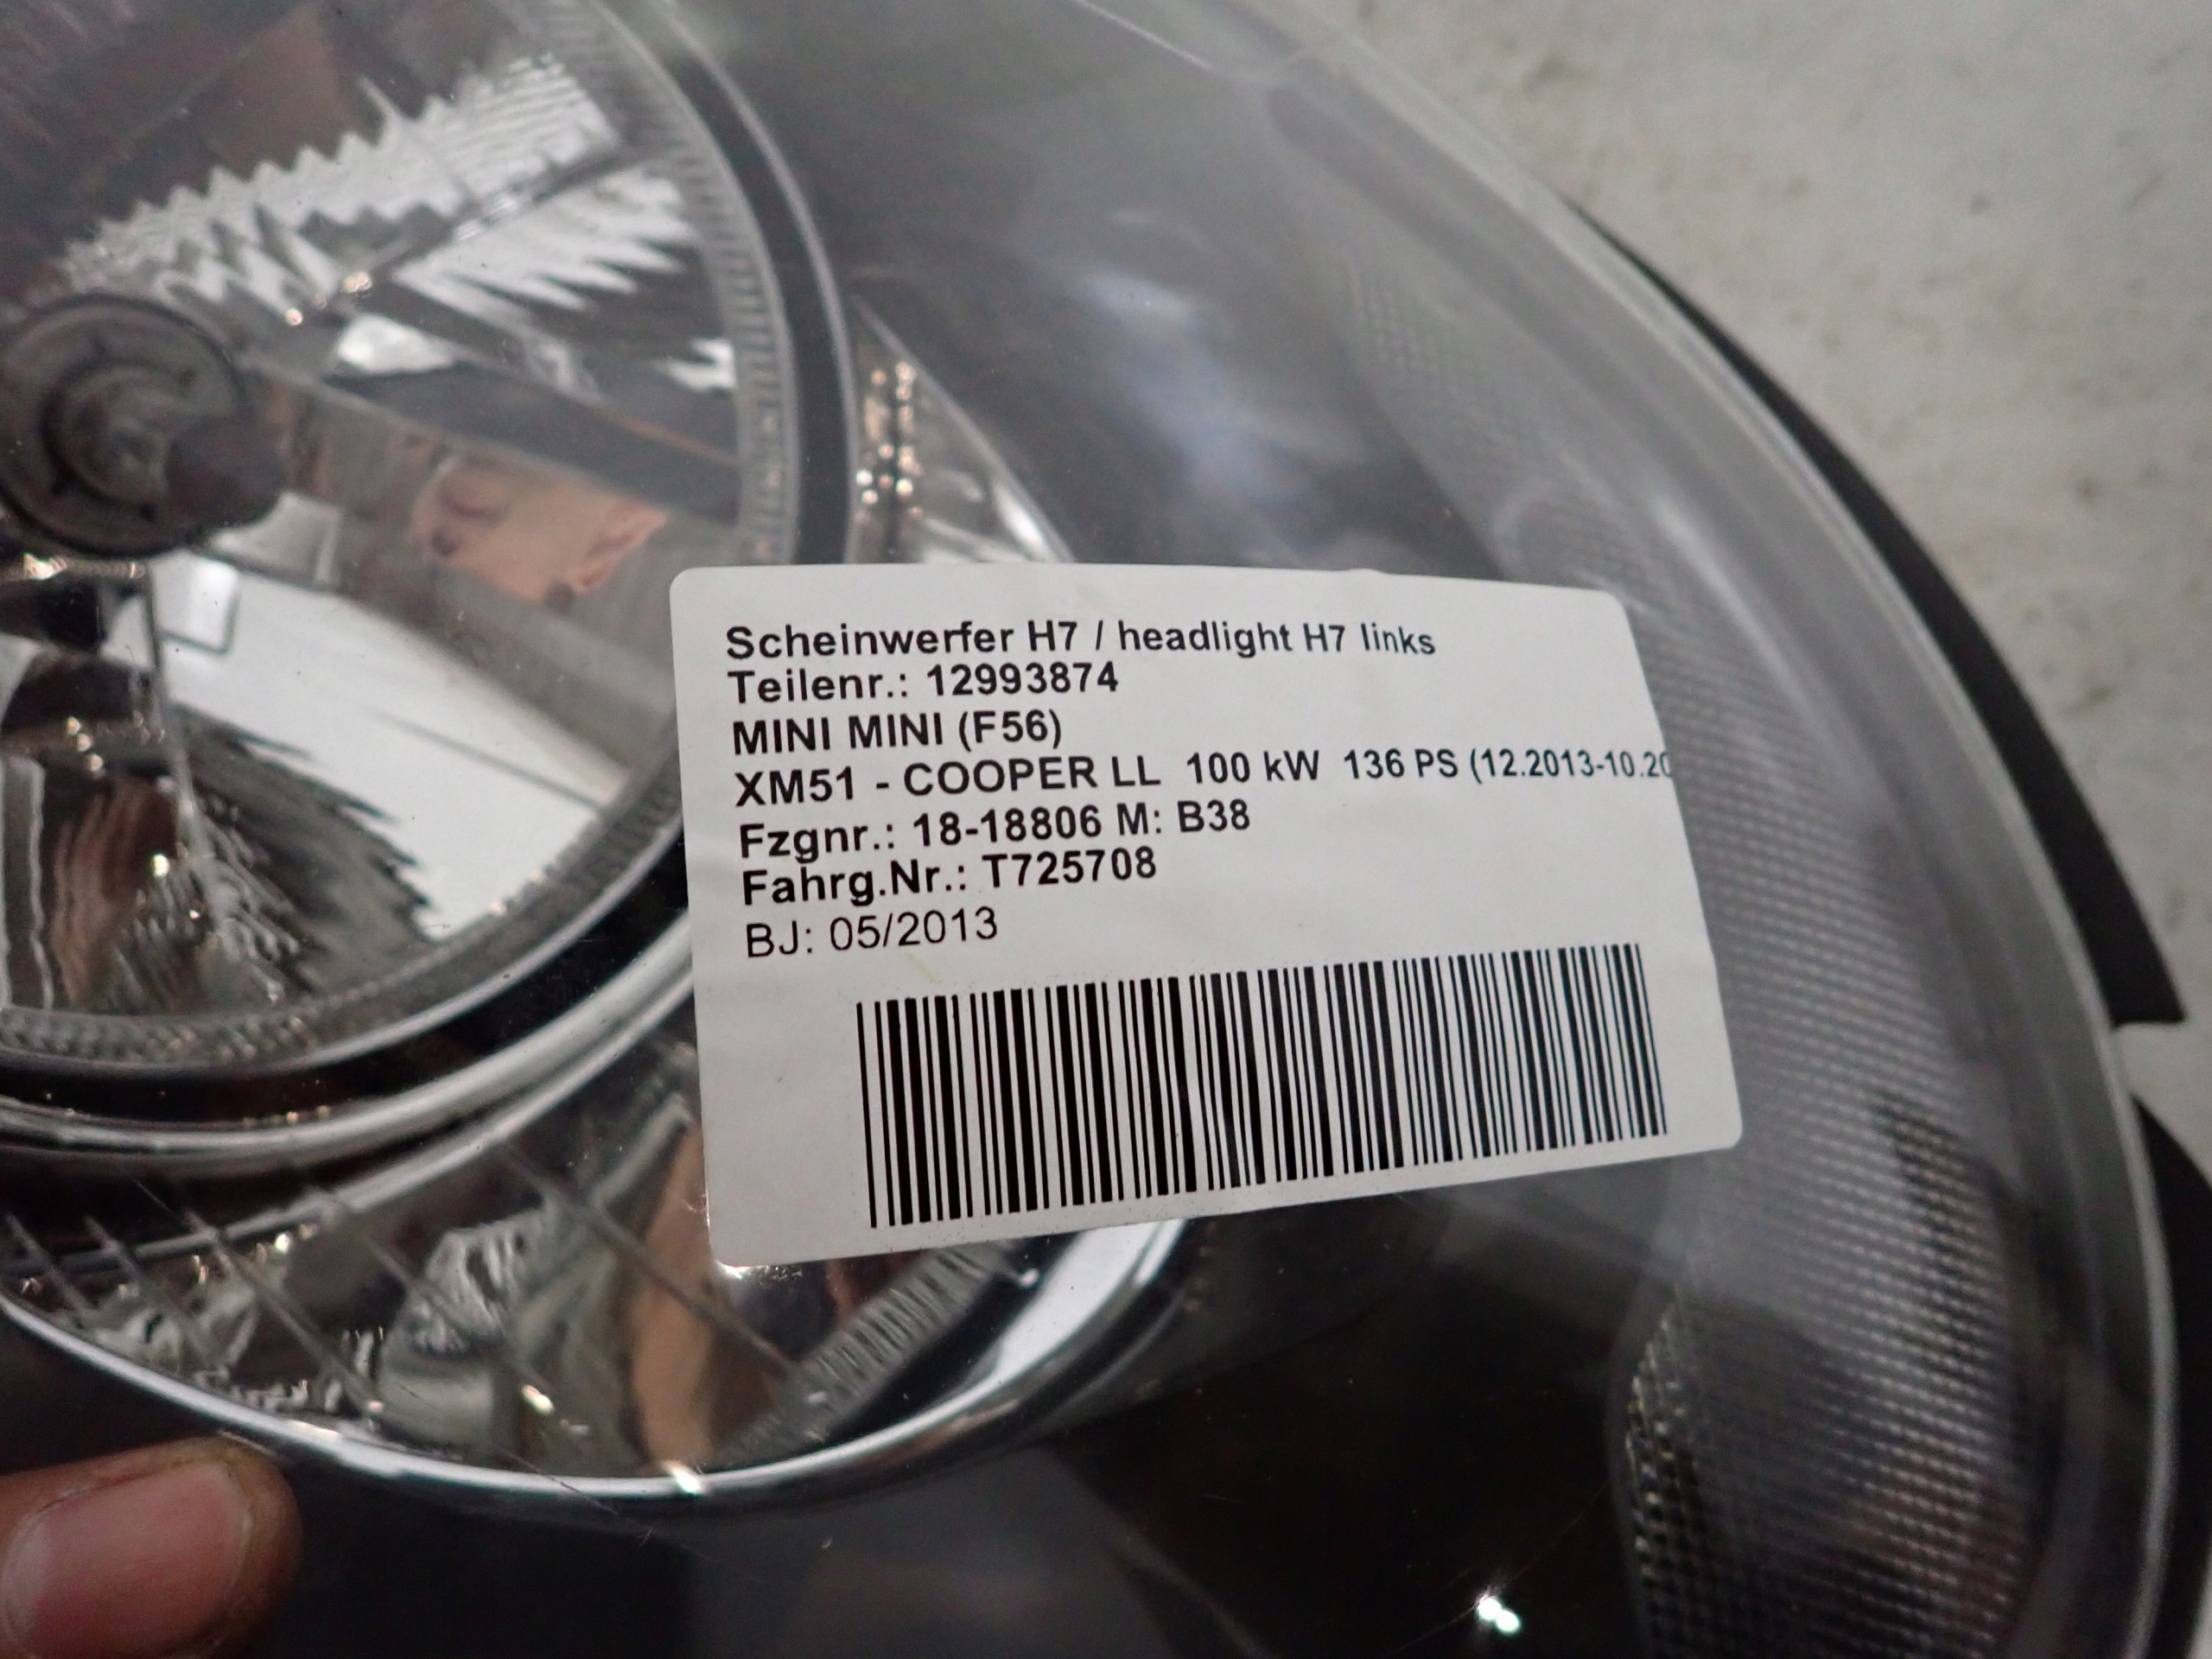 Scheinwerfer H7 / headlight H7 links
Teilenr.: 12993874
MINI MINI (F56)
XM51 - COOPER LL 100 kW 136 PS (12.2013-10.20
Fzgnr.: 18-18806 M: B38
Fahrg.Nr.: T725708
BJ: 05/2013